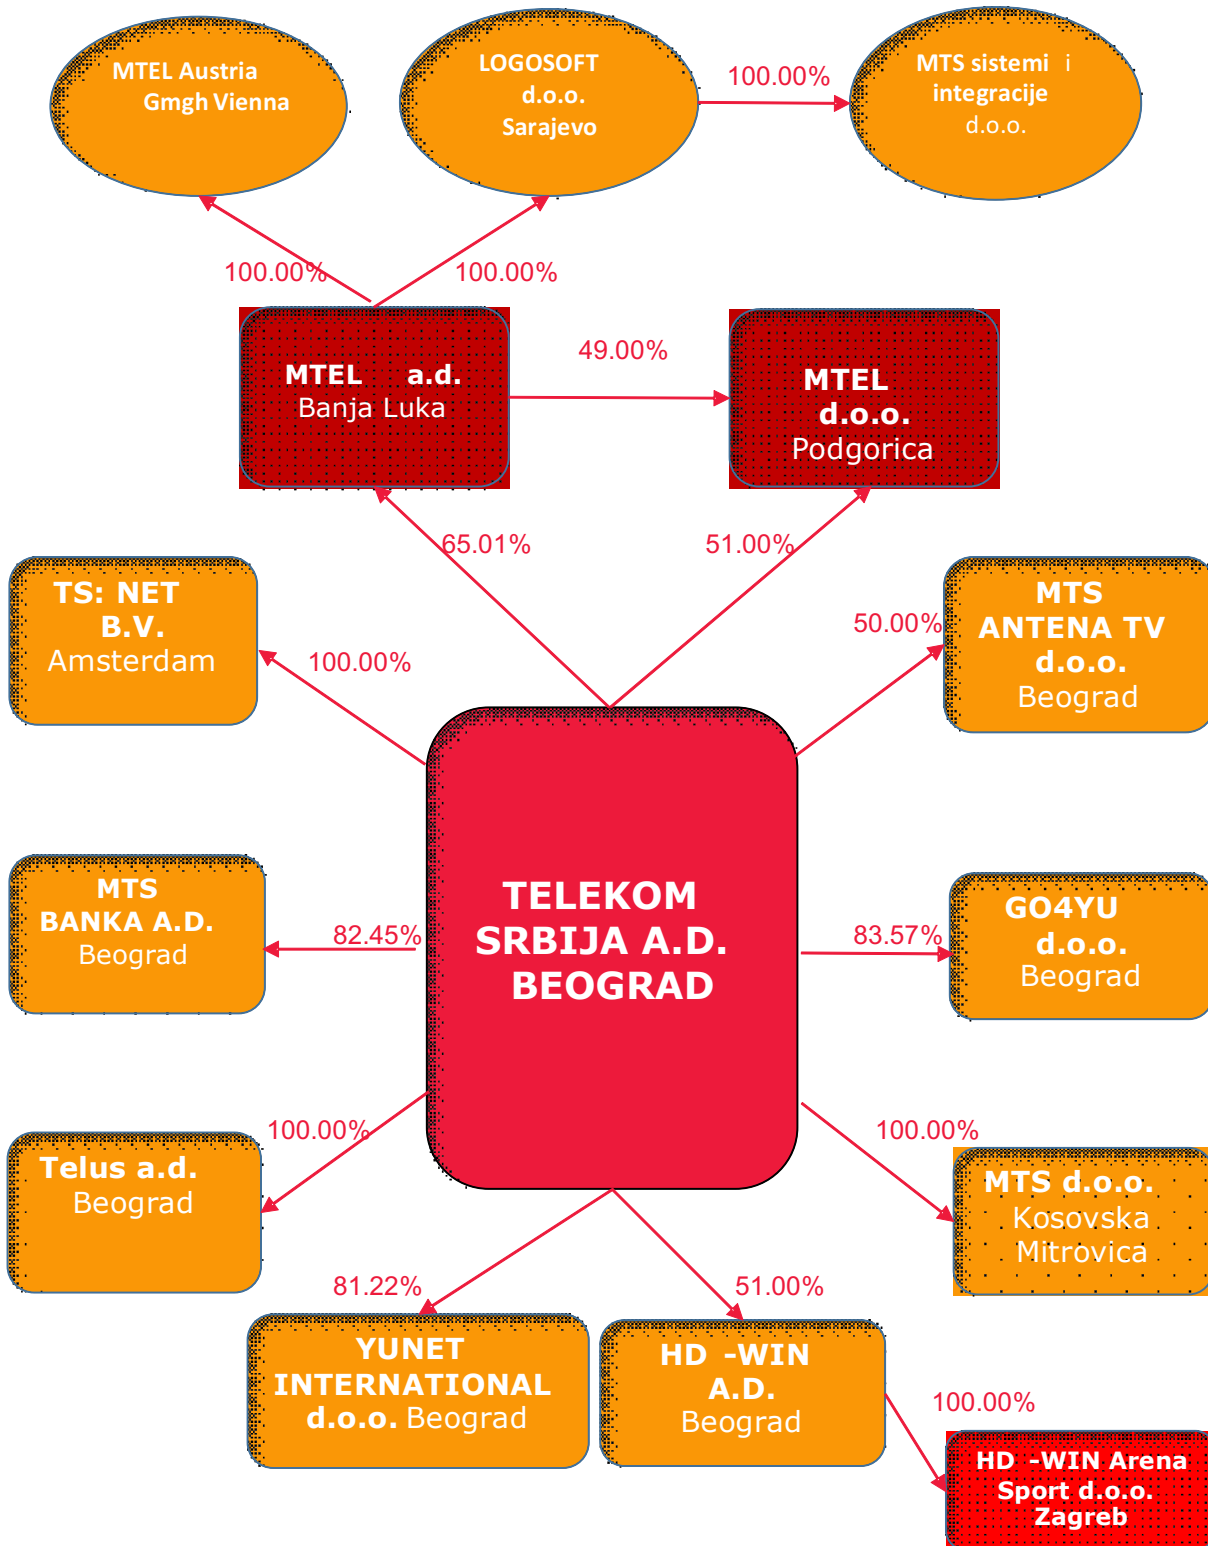 MTEL Austria
Gmgh Vienna
LOGOSOFT
d.o.o.
Sarajevo
100.00%
MTS sistemi i
integracije
d.o.o.
100.00%
100.00%
MTEL a.d.
Banja Luka
49.00%
MTEL
d.o.o.
Podgorica
65.01%
51.00%
TS: NET
B.V.
Amsterdam
100.00%
50.00%
MTS
ANTENA TV
d.o.o.
Beograd
MTS
BANKA A.D.
Beograd
82.45%
TELEKOM
SRBIJA A.D.
BEOGRAD
83.57%
GO4YU
d.o.o.
Beograd
Telus a.d.
Beograd
100.00%
100.00%
MTS d.o.o.
Kosovska
Mitrovica
81.22%
51.00%
YUNET
INTERNATIONAL
d.o.o. Beograd
HD -WIN
A.D.
Beograd
100.00%
HD -WIN Arena
Sport d.o.o.
Zagreb